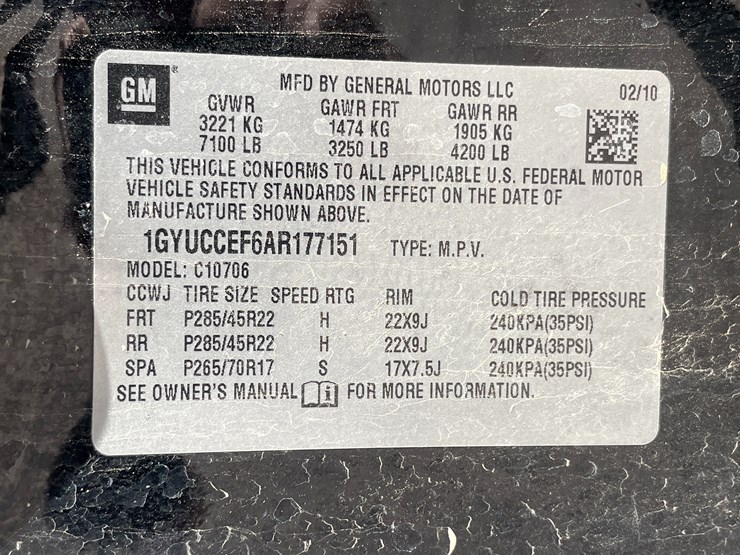 GM®
MFD BY GENERAL MOTORS LLC 02/10
GVWR GAWR FRT GAWR RR
3221 KG 1474 KG 1905 KG
7100 LB 3250 LB 4200 LB
THIS VEHICLE CONFORMS TO ALL APPLICABLE U.S. FEDERAL MOTOR
VEHICLE SAFETY STANDARDS IN EFFECT ON THE DATE OF
MANUFACTURE SHOWN ABOVE.
1GYUCCEF6AR177151 TYPE: M.P.V.
MODEL: C10706
CCWJ TIRE SIZE SPEED RTG RIM COLD TIRE PRESSURE
FRT P285/45R22 H 22X9J 240KPA(35PSI)
RR P285/45R22 H 22X9J 240KPA(35PSI)
SPA P265/70R17 S 17X7.5J 240KPA(35PSI)
SEE OWNER'S MANUAL i FOR MORE INFORMATION.